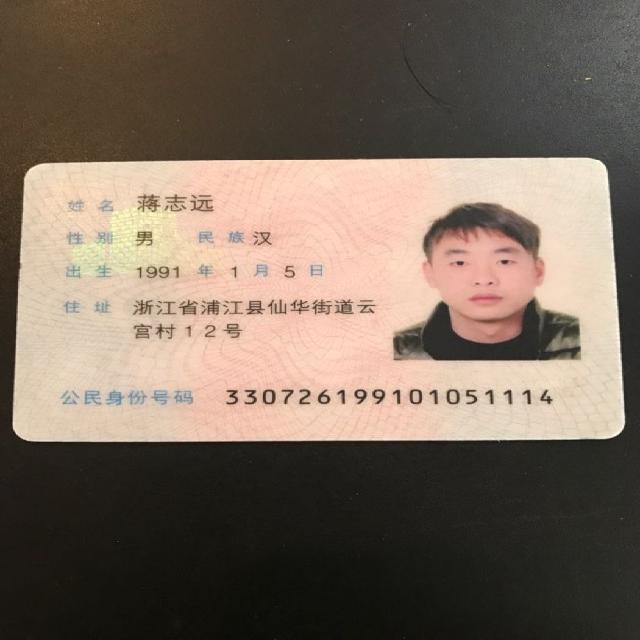 姓名 蒋志远
性别 男 民族 汉
出生 1991 年 1 月 5 日
住址 浙江省浦江县仙华街道云
宫村12号
公民身份号码 330726199101051114